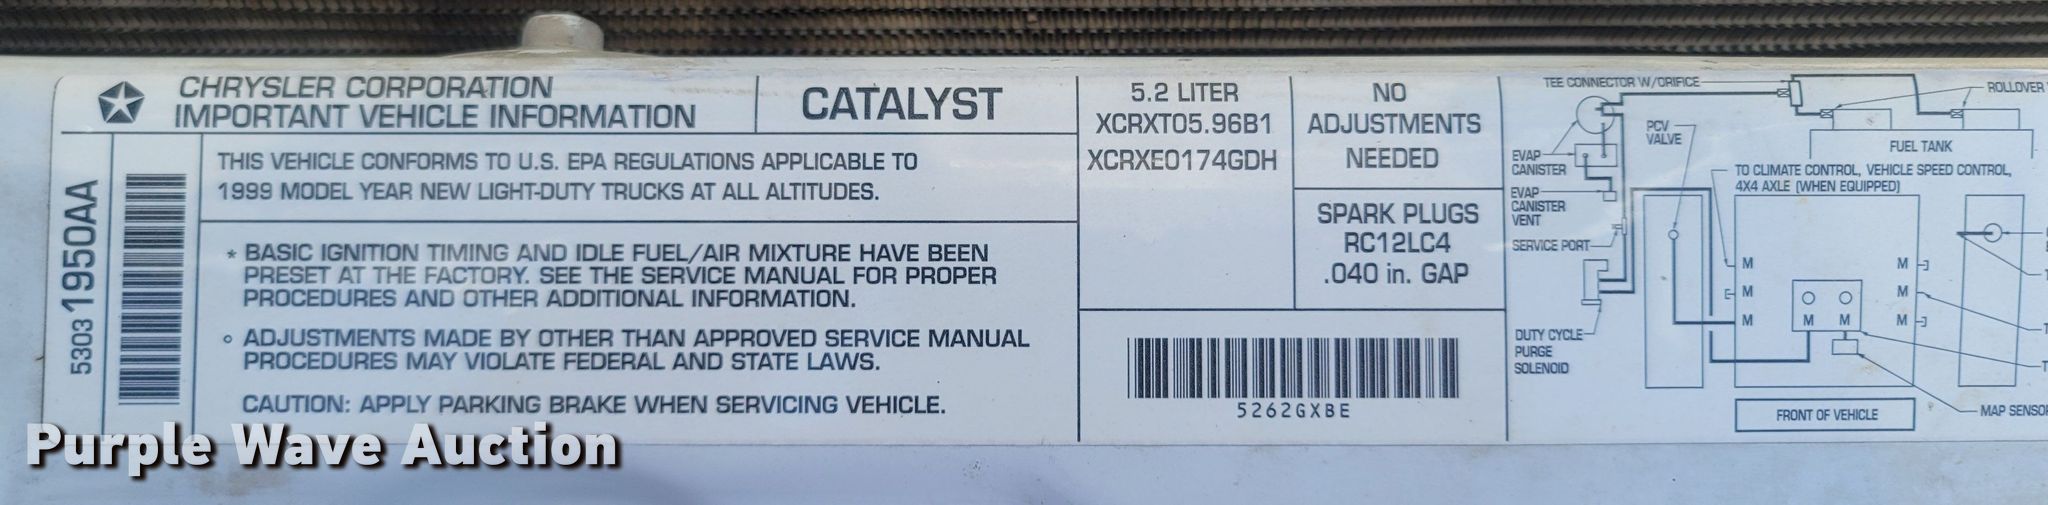 CHRYSLER CORPORATION
IMPORTANT VEHICLE INFORMATION
CATALYST
THIS VEHICLE CONFORMS TO U.S. EPA REGULATIONS APPLICABLE TO
1999 MODEL YEAR NEW LIGHT-DUTY TRUCKS AT ALL ALTITUDES.
* BASIC IGNITION TIMING AND IDLE FUEL/AIR MIXTURE HAVE BEEN
PRESET AT THE FACTORY. SEE THE SERVICE MANUAL FOR PROPER
PROCEDURES AND OTHER ADDITIONAL INFORMATION.
° ADJUSTMENTS MADE BY OTHER THAN APPROVED SERVICE MANUAL
PROCEDURES MAY VIOLATE FEDERAL AND STATE LAWS.
CAUTION: APPLY PARKING BRAKE WHEN SERVICING VEHICLE.
53031950AA
5.2 LITER
XCRXT05.96B1
XCRXE0174GDH
NO
ADJUSTMENTS
NEEDED
SPARK PLUGS
RC12LC4
.040 in. GAP
5262GXBE
TEE CONNECTOR W/ORIFICE
ROLLOVER
PCV
VALVE
FUEL TANK
EVAP
CANISTER
TO CLIMATE CONTROL, VEHICLE SPEED CONTROL,
4X4 AXLE (WHEN EQUIPPED)
EVAP
CANISTER
VENT
SERVICE PORT
M M
M M
M M
M M
DUTY CYCLE
PURGE
SOLENOID
MAP SENSOR
FRONT OF VEHICLE
Purple Wave Auction